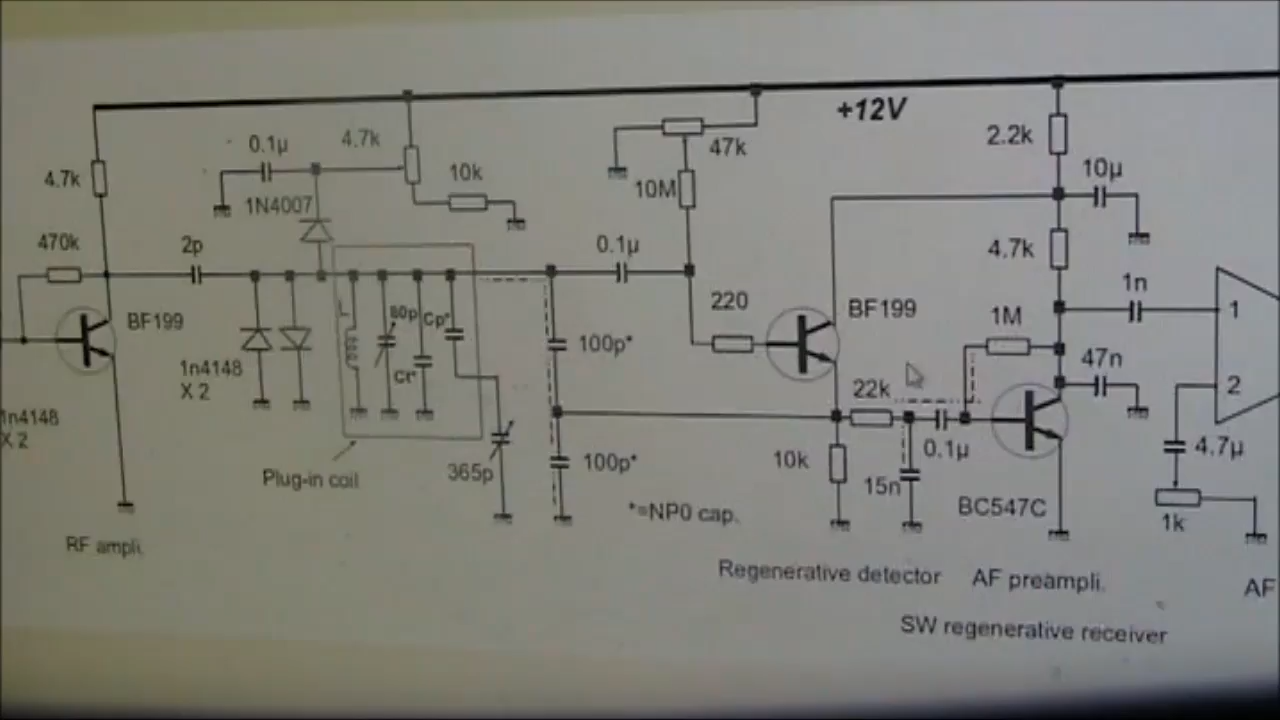 +12V
4.7k
0.1µ
4.7k
10k
1N4007
470k
2p
BF199
1n4148
X 2
1n4148
X 2
RF ampli.
L
80p
Cp*
Ct*
Plug-in coil
365p
100p*
100p*
*=NP0 cap.
0.1µ
10M
47k
220
BF199
22k
10k
15n
0.1µ
Regenerative detector
2.2k
10µ
4.7k
1M
1n
47n
BC547C
AF preampli.
1
2
4.7µ
1k
AF
SW regenerative receiver